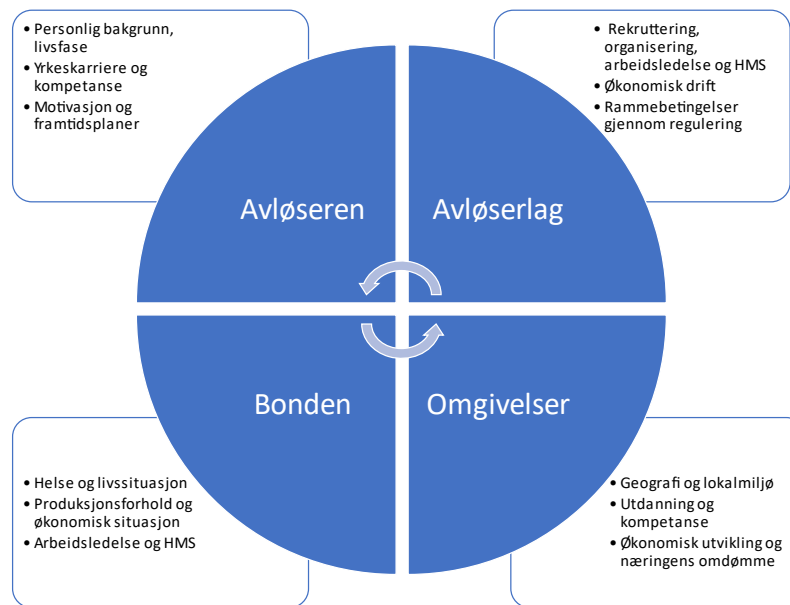 • Personlig bakgrunn,
livsfase
• Yrkeskarriere og
kompetanse
• Motivasjon og
framtidsplaner
• Rekruttering,
organisering,
arbeidsledelse og HMS
• Økonomisk drift
• Rammebetingelser
gjennom regulering
Avløseren
Avløserlag
Bonden
Omgivelser
• Helse og livssituasjon
• Produksjonsforhold og
økonomisk situasjon
• Arbeidsledelse og HMS
• Geografi og lokalmiljø
• Utdanning og
kompetanse
• Økonomisk utvikling og
næringens omdømme